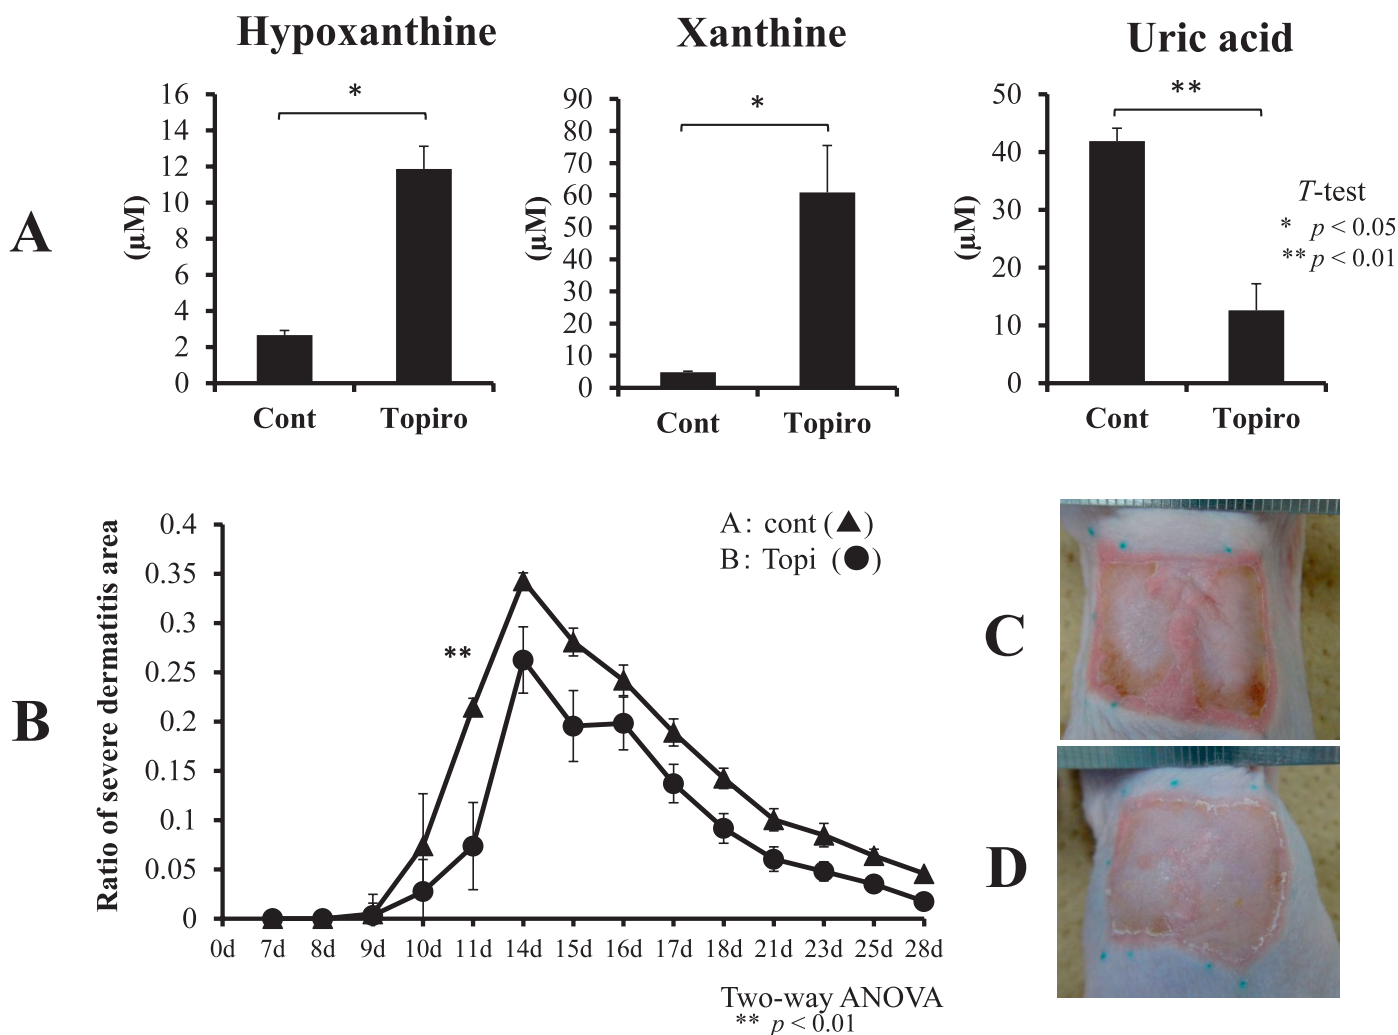 Hypoxanthine
Xanthine
Uric acid
A
16
14
12
10
8
6
4
2
0
(µM)
*
Cont
Topiro
90
80
70
60
50
40
30
20
10
0
(µM)
*
Cont
Topiro
50
40
30
20
10
0
(µM)
**
Cont
Topiro
T-test
* p < 0.05
** p < 0.01
B
Ratio of severe dermatitis area
0.4
0.35
0.3
0.25
0.2
0.15
0.1
0.05
0
**
A: cont (▲)
B: Topi (●)
0d 7d 8d 9d 10d 11d 14d 15d 16d 17d 18d 21d 23d 25d 28d
Two-way ANOVA
** p < 0.01
C
D